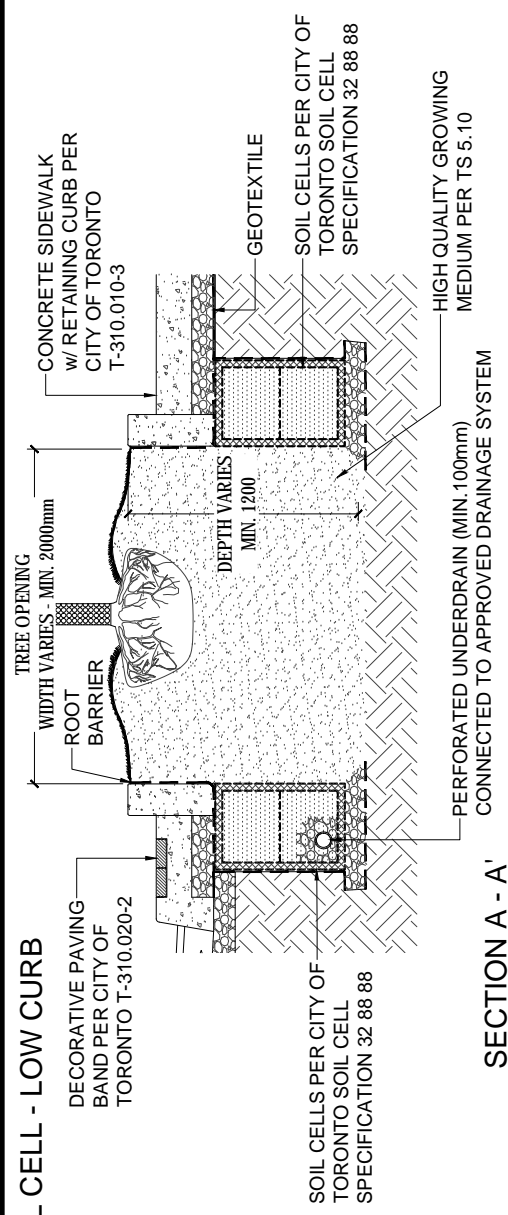 L CELL - LOW CURB
DECORATIVE PAVING
BAND PER CITY OF
TORONTO T-310.020-2
TREE OPENING
WIDTH VARIES - MIN. 2000mm
ROOT
BARRIER
CONCRETE SIDEWALK
w/ RETAINING CURB PER
CITY OF TORONTO
T-310.010-3
GEOTEXTILE
DEPTH VARIES
MIN. 1200
SOIL CELLS PER CITY OF
TORONTO SOIL CELL
SPECIFICATION 32 88 88
SOIL CELLS PER CITY OF
TORONTO SOIL CELL
SPECIFICATION 32 88 88
HIGH QUALITY GROWING
MEDIUM PER TS 5.10
PERFORATED UNDERDRAIN (MIN.100mm)
CONNECTED TO APPROVED DRAINAGE SYSTEM
SECTION A - A'